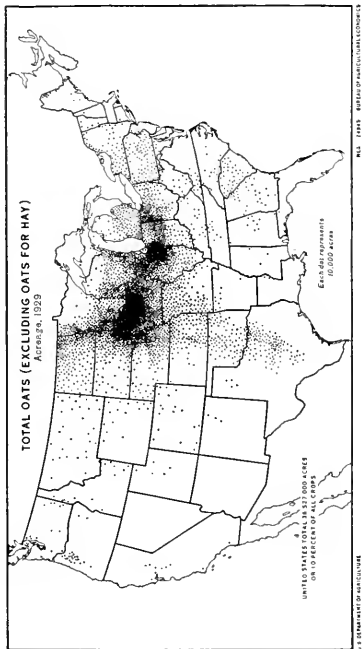 TOTAL OATS (EXCLUDING OATS FOR HAY)
Acreage, 1929
Each dot represents
10,000 acres
UNITED STATES TOTAL 38,527,000 ACRES
OR 10 PERCENT OF ALL CROPS
U.S. DEPARTMENT OF AGRICULTURE
BUREAU OF AGRICULTURAL ECONOMICS